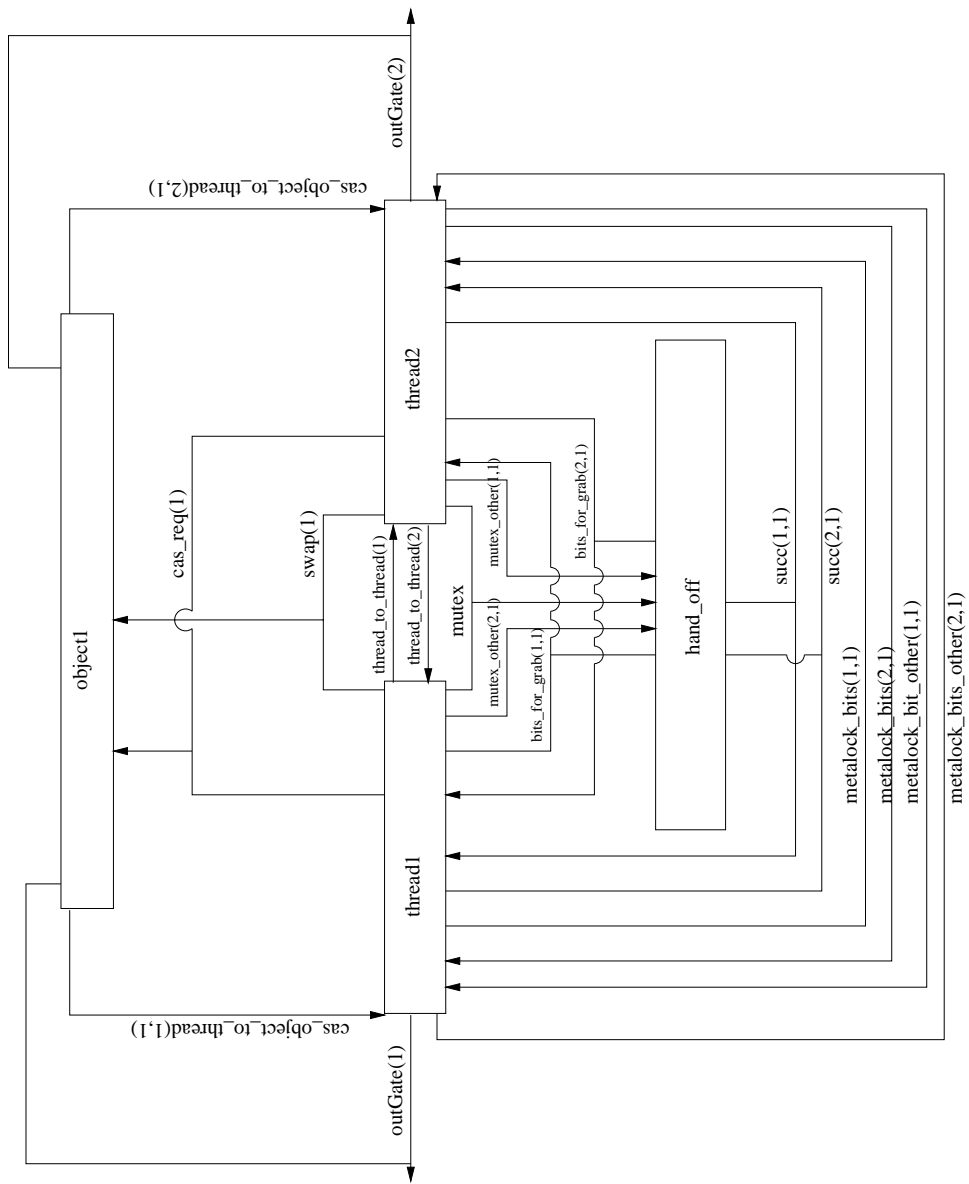 outGate(2)
cas_object_to_thread(2,1)
thread2
cas_req(1)
swap(1)
thread_to_thread(1)
thread_to_thread(2)
mutex
mutex_other(1,1)
mutex_other(2,1)
bits_for_grab(2,1)
bits_for_grab(1,1)
object1
hand_off
succ(1,1)
succ(2,1)
metalock_bits(1,1)
metalock_bits(2,1)
metalock_bit_other(1,1)
metalock_bits_other(2,1)
thread1
cas_object_to_thread(1,1)
outGate(1)